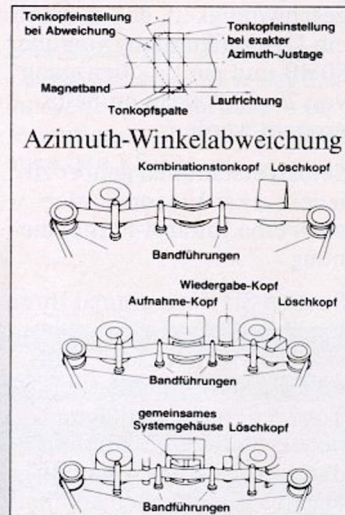 Tonkopfeinstellung
bei Abweichung
Tonkopfeinstellung
bei exakter
Azimuth-Justage
Magnetband
Laufrichtung
Tonkopfspalte
Azimuth-Winkelabweichung
Kombinationstonkopf Löschkopf
Bandführungen
Wiedergabe-Kopf
Aufnahme-Kopf
Löschkopf
Bandführungen
gemeinsames
Systemgehäuse Löschkopf
Bandführungen